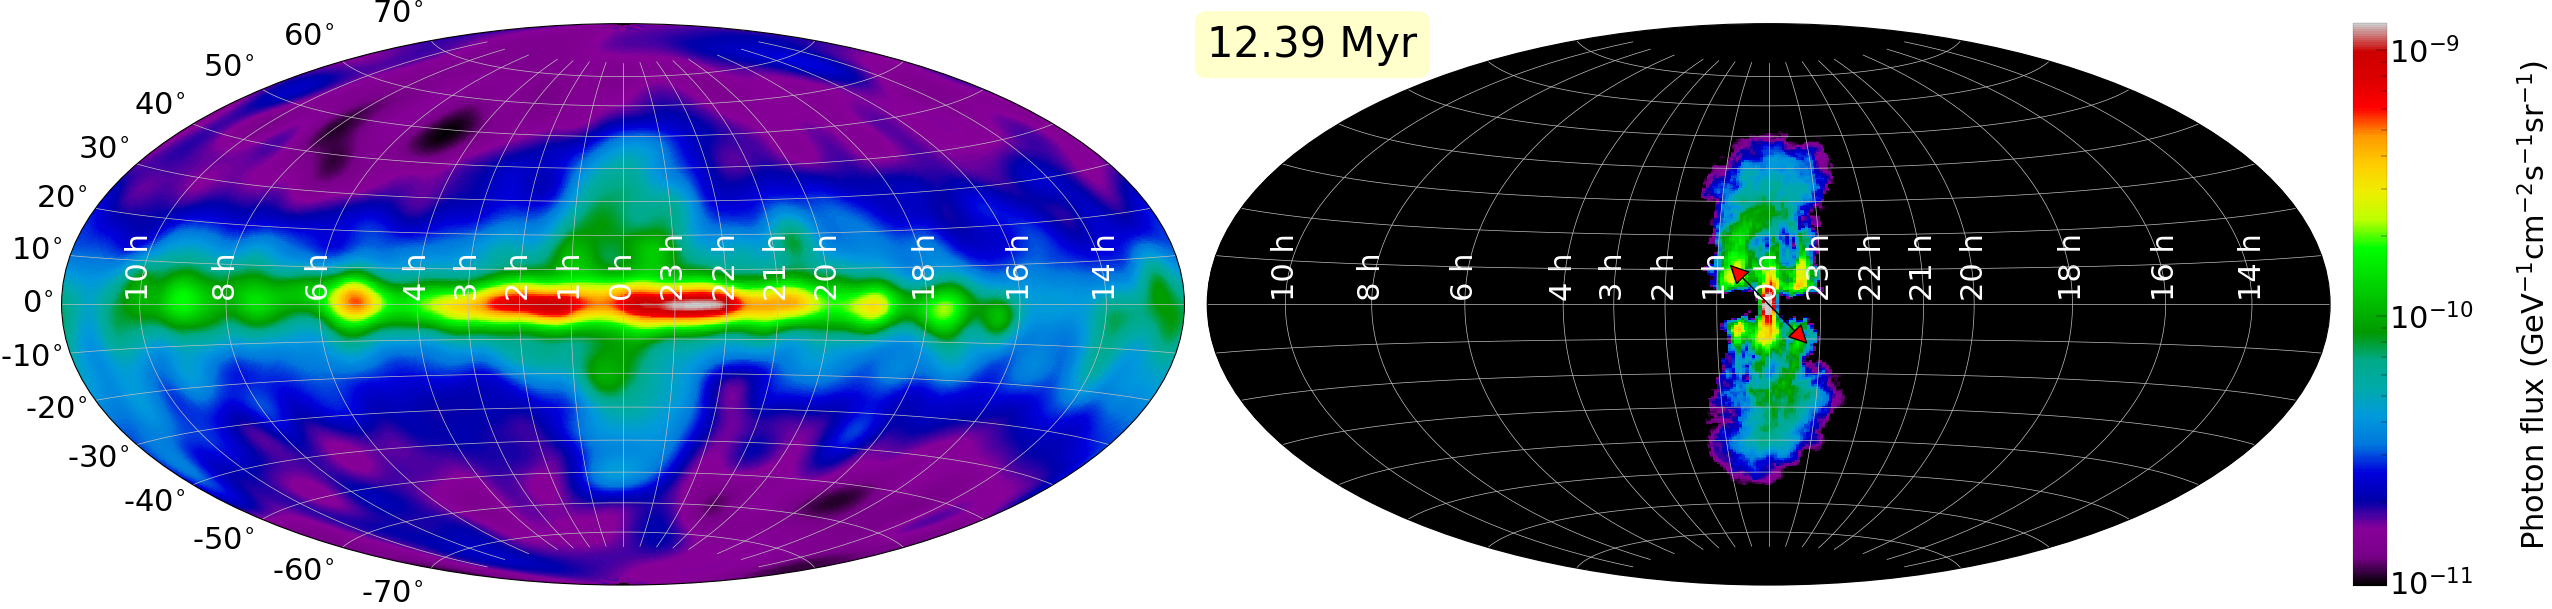 70°
60°
50°
40°
30°
20°
10°
0°
-10°
-20°
-30°
-40°
-50°
-60°
-70°
10 h
8 h
6 h
4 h
3 h
2 h
1 h
0 h
23 h
22 h
21 h
20 h
18 h
16 h
14 h
12.39 Myr
10 h
8 h
6 h
4 h
3 h
2 h
1 h
0 h
23 h
22 h
21 h
20 h
18 h
16 h
14 h
10⁻⁹
10⁻¹⁰
10⁻¹¹
Photon flux (GeV⁻¹cm⁻²s⁻¹sr⁻¹)